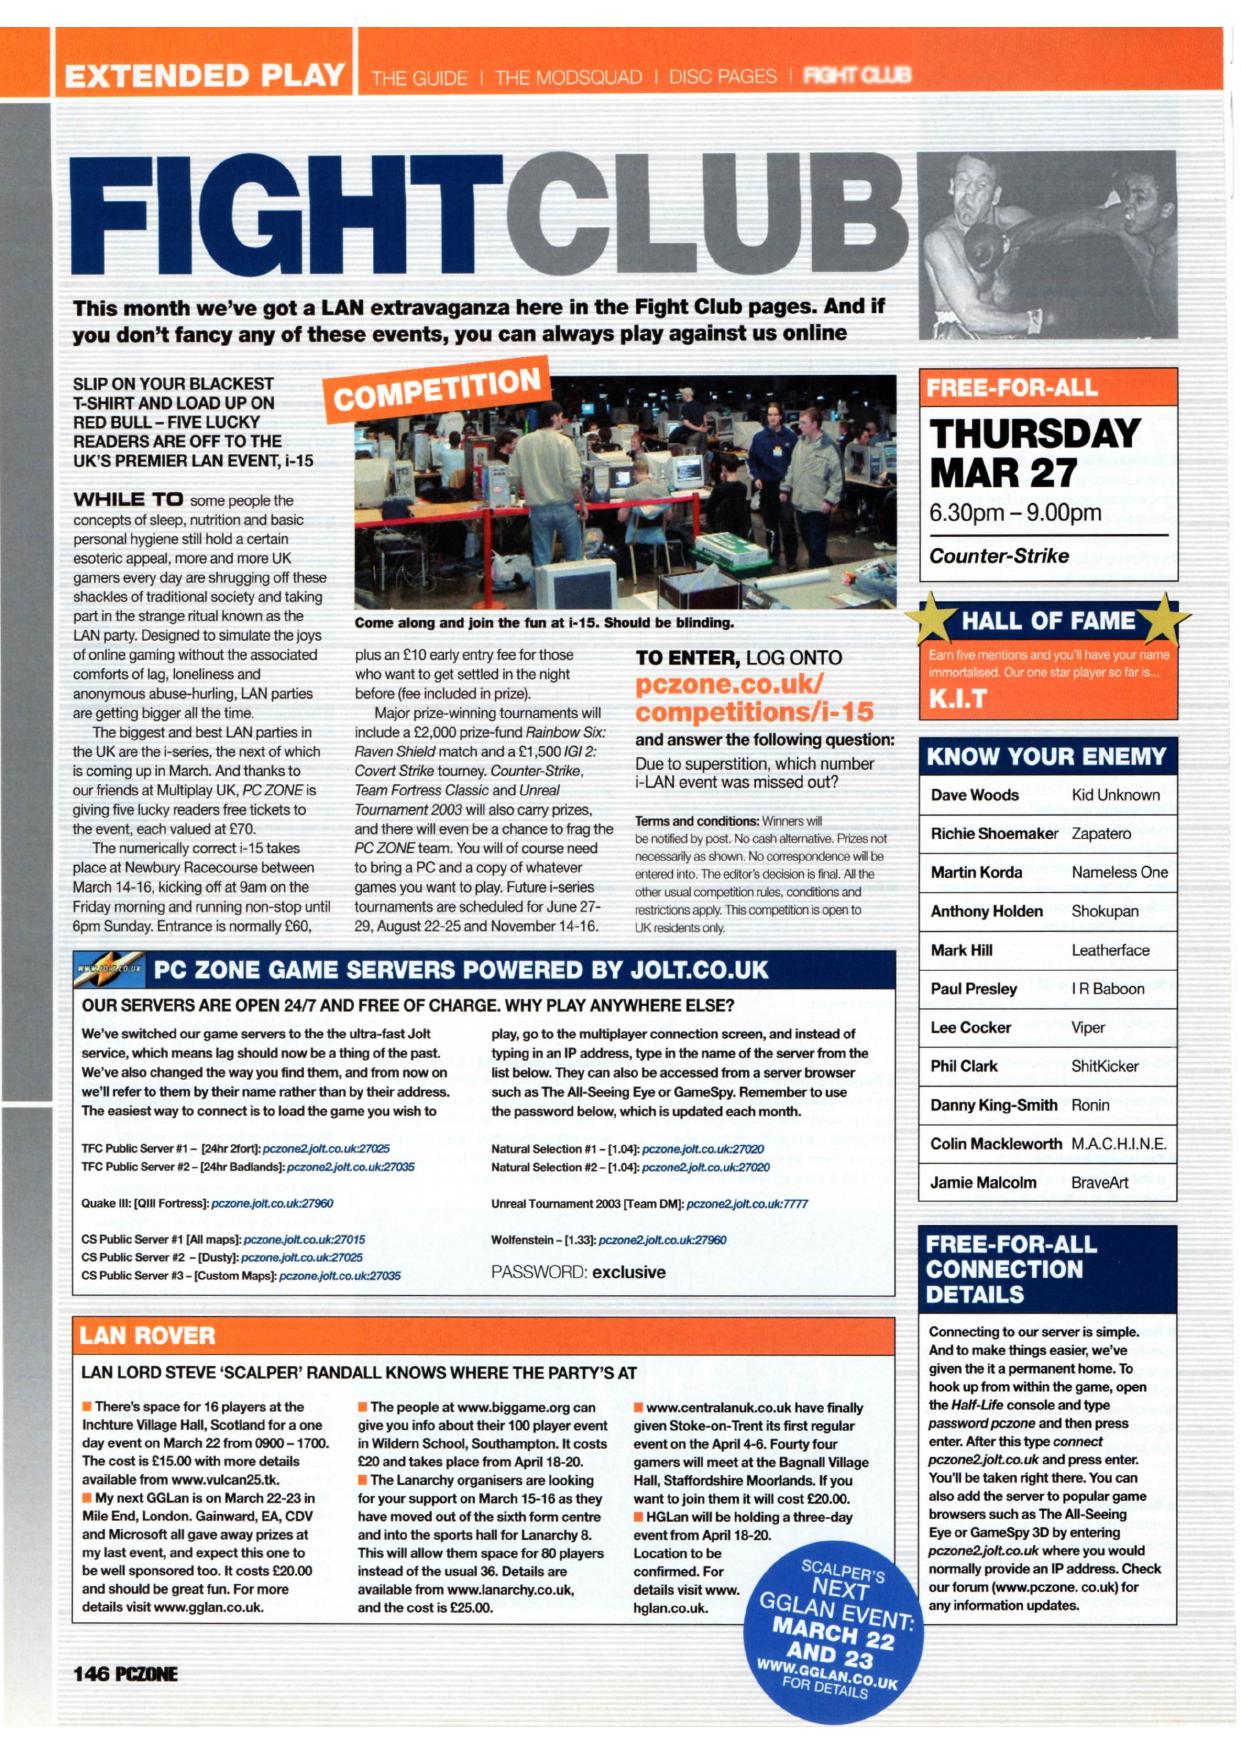 EXTENDED PLAY
THE GUIDE | THE MODSQUAD | DISC PAGES | FIGHT CLUB
FIGHTCLUB
This month we've got a LAN extravaganza here in the Fight Club pages. And if
you don't fancy any of these events, you can always play against us online
SLIP ON YOUR BLACKEST
T-SHIRT AND LOAD UP ON
RED BULL – FIVE LUCKY
READERS ARE OFF TO THE
UK'S PREMIER LAN EVENT, i-15
WHILE TO some people the
concepts of sleep, nutrition and basic
personal hygiene still hold a certain
esoteric appeal, more and more UK
gamers every day are shrugging off these
shackles of traditional society and taking
part in the strange ritual known as the
LAN party. Designed to simulate the joys
of online gaming without the associated
comforts of lag, loneliness and
anonymous abuse-hurling, LAN parties
are getting bigger all the time.
The biggest and best LAN parties in
the UK are the i-series, the next of which
is coming up in March. And thanks to
our friends at Multiplay UK, PC ZONE is
giving five lucky readers free tickets to
the event, each valued at £70.
The numerically correct i-15 takes
place at Newbury Racecourse between
March 14-16, kicking off at 9am on the
Friday morning and running non-stop until
6pm Sunday. Entrance is normally £60,
COMPETITION
Come along and join the fun at i-15. Should be blinding.
plus an £10 early entry fee for those
who want to get settled in the night
before (fee included in prize).
Major prize-winning tournaments will
include a £2,000 prize-fund Rainbow Six:
Raven Shield match and a £1,500 IGI 2:
Covert Strike tourney. Counter-Strike,
Team Fortress Classic and Unreal
Tournament 2003 will also carry prizes,
and there will even be a chance to frag the
PC ZONE team. You will of course need
to bring a PC and a copy of whatever
games you want to play. Future i-series
tournaments are scheduled for June 27-
29, August 22-25 and November 14-16.
TO ENTER, LOG ONTO
pczone.co.uk/
competitions/i-15
and answer the following question:
Due to superstition, which number
i-LAN event was missed out?
Terms and conditions: Winners will
be notified by post. No cash alternative. Prizes not
necessarily as shown. No correspondence will be
entered into. The editor's decision is final. All the
other usual competition rules, conditions and
restrictions apply. This competition is open to
UK residents only.
FREE-FOR-ALL
THURSDAY
MAR 27
6.30pm – 9.00pm
Counter-Strike
HALL OF FAME
Earn five mentions and you'll have your name
immortalised. Our one star player so far is...
K.I.T
KNOW YOUR ENEMY
Dave Woods Kid Unknown
Richie Shoemaker Zapatero
Martin Korda Nameless One
Anthony Holden Shokupan
Mark Hill Leatherface
Paul Presley I R Baboon
Lee Cocker Viper
Phil Clark ShitKicker
Danny King-Smith Ronin
Colin Mackleworth M.A.C.H.I.N.E.
Jamie Malcolm BraveArt
WWW.JOLT.CO.UK
PC ZONE GAME SERVERS POWERED BY JOLT.CO.UK
OUR SERVERS ARE OPEN 24/7 AND FREE OF CHARGE. WHY PLAY ANYWHERE ELSE?
We've switched our game servers to the the ultra-fast Jolt
service, which means lag should now be a thing of the past.
We've also changed the way you find them, and from now on
we'll refer to them by their name rather than by their address.
The easiest way to connect is to load the game you wish to
play, go to the multiplayer connection screen, and instead of
typing in an IP address, type in the name of the server from the
list below. They can also be accessed from a server browser
such as The All-Seeing Eye or GameSpy. Remember to use
the password below, which is updated each month.
TFC Public Server #1 – [24hr 2fort]: pczone2.jolt.co.uk:27025
TFC Public Server #2 – [24hr Badlands]: pczone2.jolt.co.uk:27035
Quake III: [QIII Fortress]: pczone.jolt.co.uk:27960
CS Public Server #1 [All maps]: pczone.jolt.co.uk:27015
CS Public Server #2 – [Dusty]: pczone.jolt.co.uk:27025
CS Public Server #3 – [Custom Maps]: pczone.jolt.co.uk:27035
Natural Selection #1 – [1.04]: pczone.jolt.co.uk:27020
Natural Selection #2 – [1.04]: pczone2.jolt.co.uk:27020
Unreal Tournament 2003 [Team DM]: pczone2.jolt.co.uk:7777
Wolfenstein – [1.33]: pczone2.jolt.co.uk:27960
PASSWORD: exclusive
LAN ROVER
LAN LORD STEVE 'SCALPER' RANDALL KNOWS WHERE THE PARTY'S AT
There's space for 16 players at the
Inchture Village Hall, Scotland for a one
day event on March 22 from 0900 – 1700.
The cost is £15.00 with more details
available from www.vulcan25.tk.
My next GGLan is on March 22-23 in
Mile End, London. Gainward, EA, CDV
and Microsoft all gave away prizes at
my last event, and expect this one to
be well sponsored too. It costs £20.00
and should be great fun. For more
details visit www.gglan.co.uk.
The people at www.biggame.org can
give you info about their 100 player event
in Wildern School, Southampton. It costs
£20 and takes place from April 18-20.
The Lanarchy organisers are looking
for your support on March 15-16 as they
have moved out of the sixth form centre
and into the sports hall for Lanarchy 8.
This will allow them space for 80 players
instead of the usual 36. Details are
available from www.lanarchy.co.uk,
and the cost is £25.00.
www.centralanuk.co.uk have finally
given Stoke-on-Trent its first regular
event on the April 4-6. Fourty four
gamers will meet at the Bagnall Village
Hall, Staffordshire Moorlands. If you
want to join them it will cost £20.00.
HGLan will be holding a three-day
event from April 18-20.
Location to be
confirmed. For
details visit www.
hglan.co.uk.
SCALPER'S
NEXT
GGLAN EVENT:
MARCH 22
AND 23
WWW.GGLAN.CO.UK
FOR DETAILS
FREE-FOR-ALL
CONNECTION
DETAILS
Connecting to our server is simple.
And to make things easier, we've
given the it a permanent home. To
hook up from within the game, open
the Half-Life console and type
password pczone and then press
enter. After this type connect
pczone2.jolt.co.uk and press enter.
You'll be taken right there. You can
also add the server to popular game
browsers such as The All-Seeing
Eye or GameSpy 3D by entering
pczone2.jolt.co.uk where you would
normally provide an IP address. Check
our forum (www.pczone. co.uk) for
any information updates.
146 PCZONE